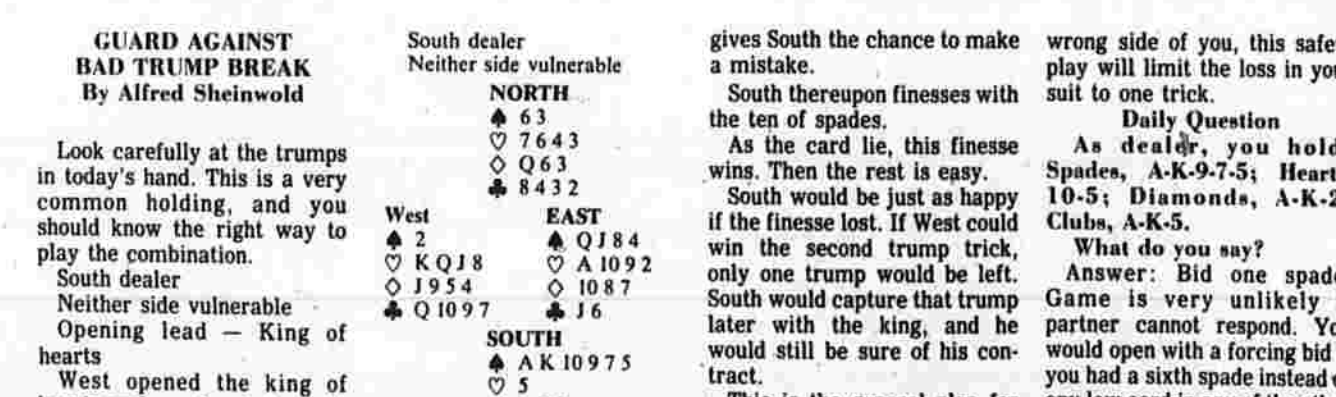 GUARD AGAINST
BAD TRUMP BREAK
By Alfred Sheinwold
Look carefully at the trumps
in today's hand. This is a very
common holding, and you
should know the right way to
play the combination.
South dealer
Neither side vulnerable
Opening lead — King of
hearts
West opened the king of
South dealer
Neither side vulnerable
NORTH
♠ 6 3
♡ 7 6 4 3
◇ Q 6 3
♣ 8 4 3 2
West EAST
♠ 2 ♠ Q J 8 4
♡ K Q J 8 ♡ A 10 9 2
◇ J 9 5 4 ◇ 10 8 7
♣ Q 10 9 7 ♣ J 6
SOUTH
♠ A K 10 9 7 5
♡ 5
gives South the chance to make
a mistake.
South thereupon finesses with
the ten of spades.
As the card lie, this finesse
wins. Then the rest is easy.
South would be just as happy
if the finesse lost. If West could
win the second trump trick,
only one trump would be left.
South would capture that trump
later with the king, and he
would still be sure of his con-
tract.
wrong side of you, this safe
play will limit the loss in you
suit to one trick.
Daily Question
As dealer, you hold
Spades, A-K-9-7-5; Heart
10-5; Diamonds, A-K-2
Clubs, A-K-5.
What do you say?
Answer: Bid one spade
Game is very unlikely
partner cannot respond. Yo
would open with a forcing bid
you had a sixth spade instead